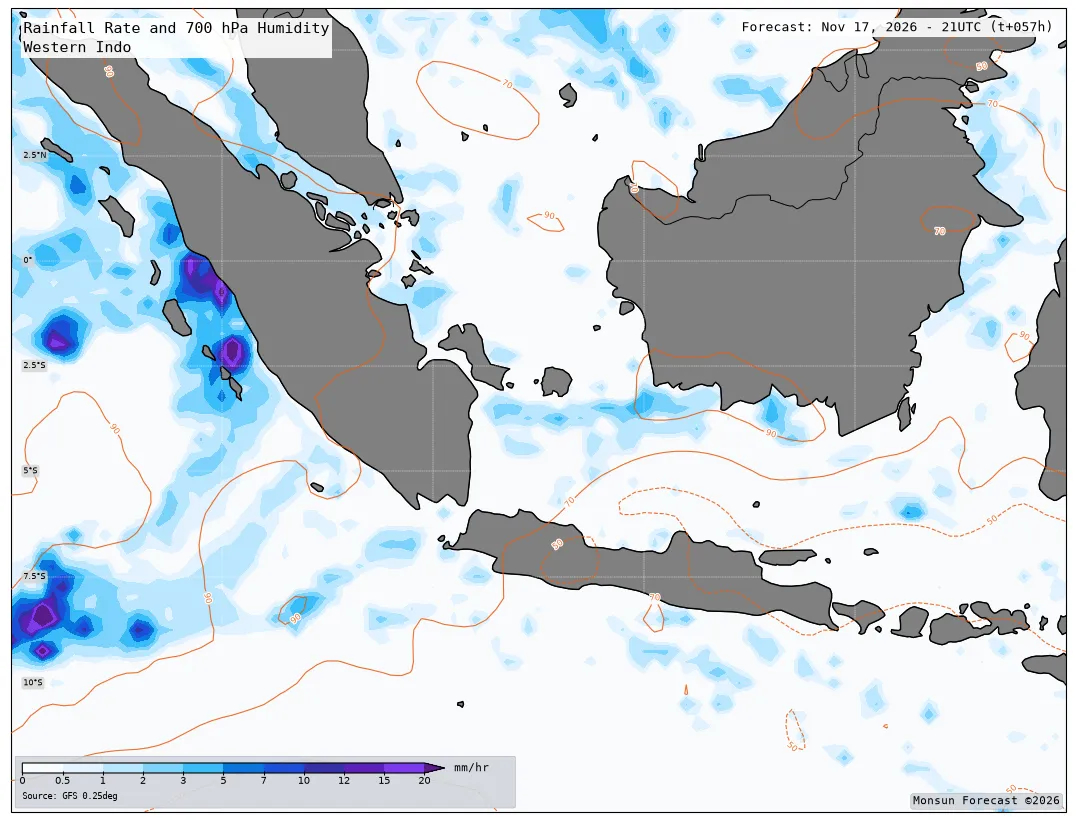 Rainfall Rate and 700 hPa Humidity
Western Indo
Forecast: Nov 17, 2026 - 21UTC (t+057h)
90
70
50
70
2.5°N
90
70
0°
90
2.5°S
90
90
5°S
70
50
50
7.5°S
90
90
70
10°S
50
50
0 0.5 1 2 3 5 7 10 12 15 20 mm/hr
Source: GFS 0.25deg
Monsun Forecast ©2026